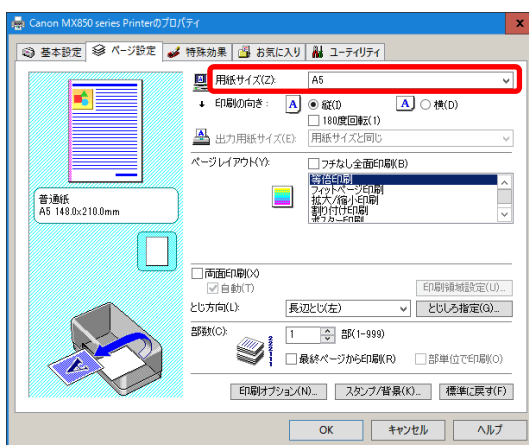 Canon MX850 series Printerのプロパティ
基本設定 ページ設定 特殊効果 お気に入り ユーティリティ
用紙サイズ(Z): A5
印刷の向き: A 縦(I) A 横(D)
180度回転(1)
出力用紙サイズ(E): 用紙サイズと同じ
ページレイアウト(Y): フチなし全面印刷(B)
等倍印刷
フィットページ印刷
拡大/縮小印刷
割り付け印刷
ポスター印刷
普通紙
A5 148.0x210.0mm
両面印刷(X)
自動(T) 印刷領域設定(U)...
とじ方向(L): 長辺とじ(左) とじしろ指定(G)...
部数(C): 1 部(1-999)
最終ページから印刷(R) 部単位で印刷(O)
印刷オプション(N)... スタンプ/背景(K)... 標準に戻す(F)
OK キャンセル ヘルプ